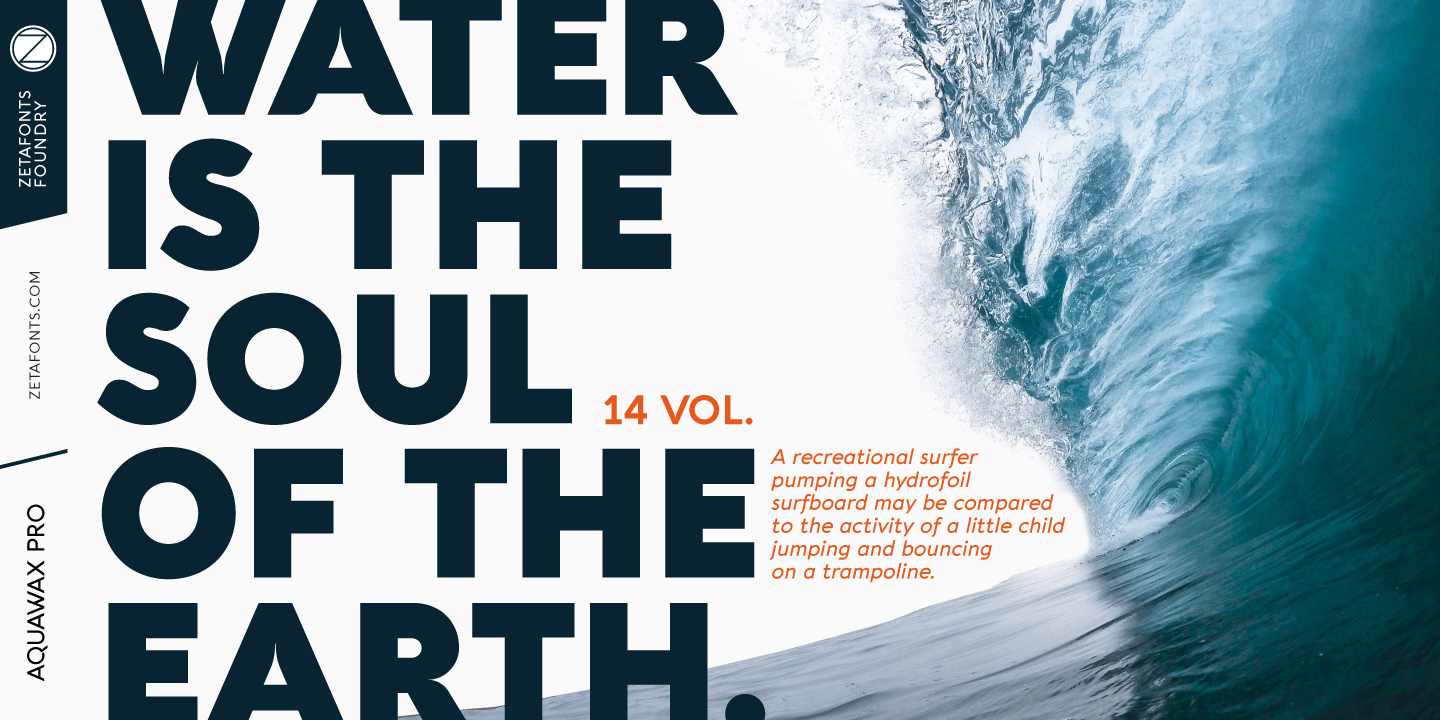 ZETAFONTS
FOUNDRY
ZETAFONTS.COM
AQUAWAX PRO
WATER
IS THE
SOUL
OF THE
EARTH.
14 VOL.
A recreational surfer
pumping a hydrofoil
surfboard may be compared
to the activity of a little child
jumping and bouncing
on a trampoline.